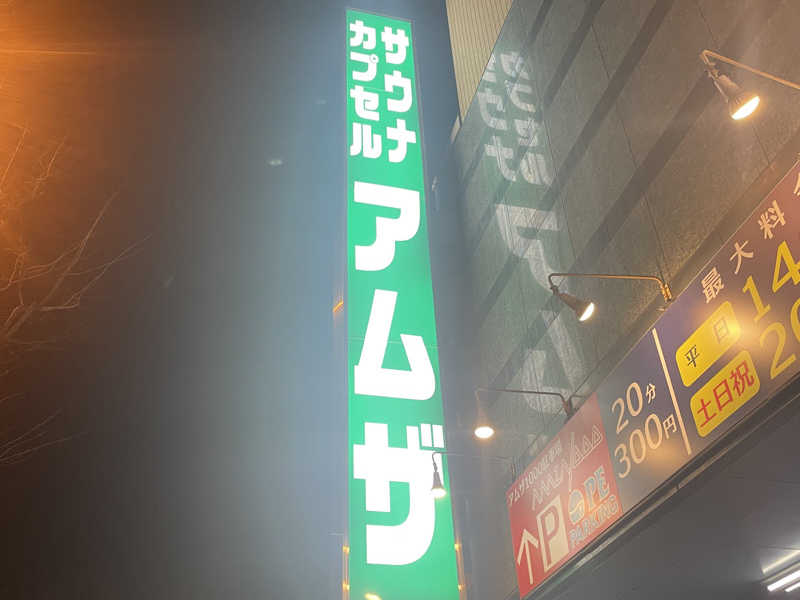 サウナ
カプセル
アムザ
最大料
平日
土日祝
20分
300円
P
OPE
PARKING